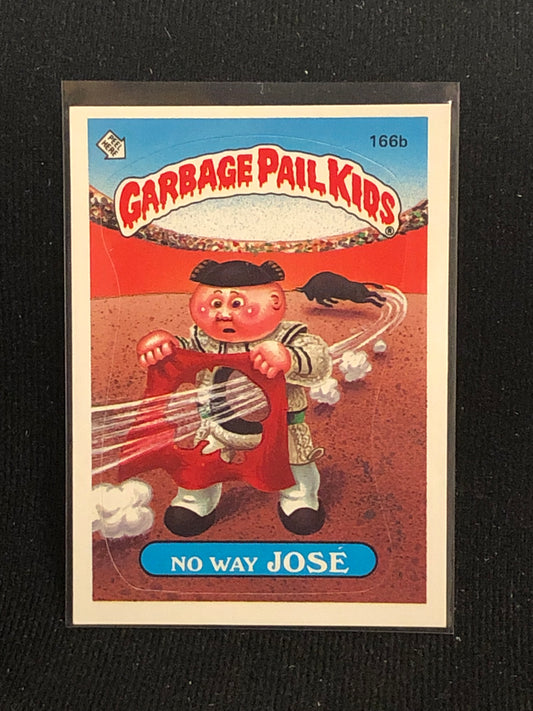 PEEL HERE
166b
GARBAGE PAIL KIDS®
NO WAY JOSÉ